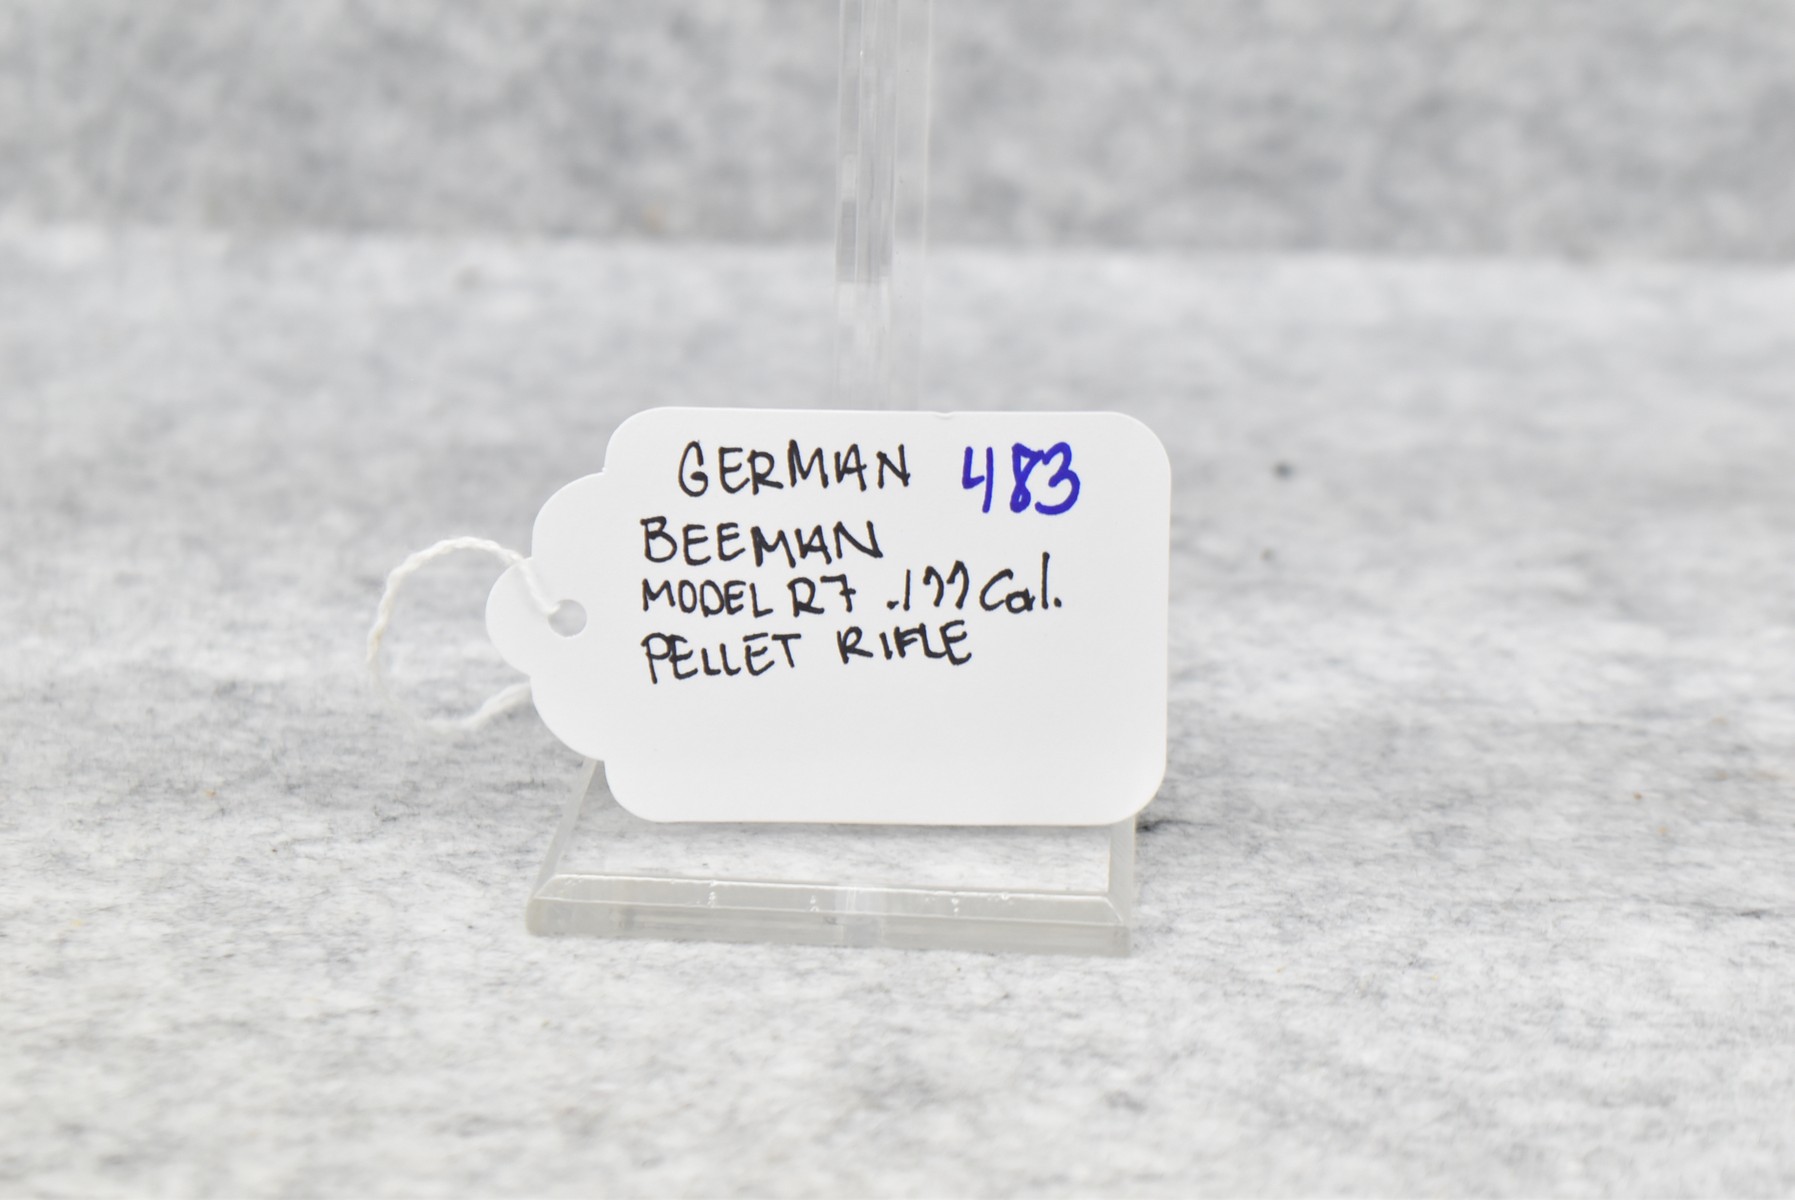 GERMAN 483
BEEMAN
MODEL R7 .177 Cal.
PELLET RIFLE